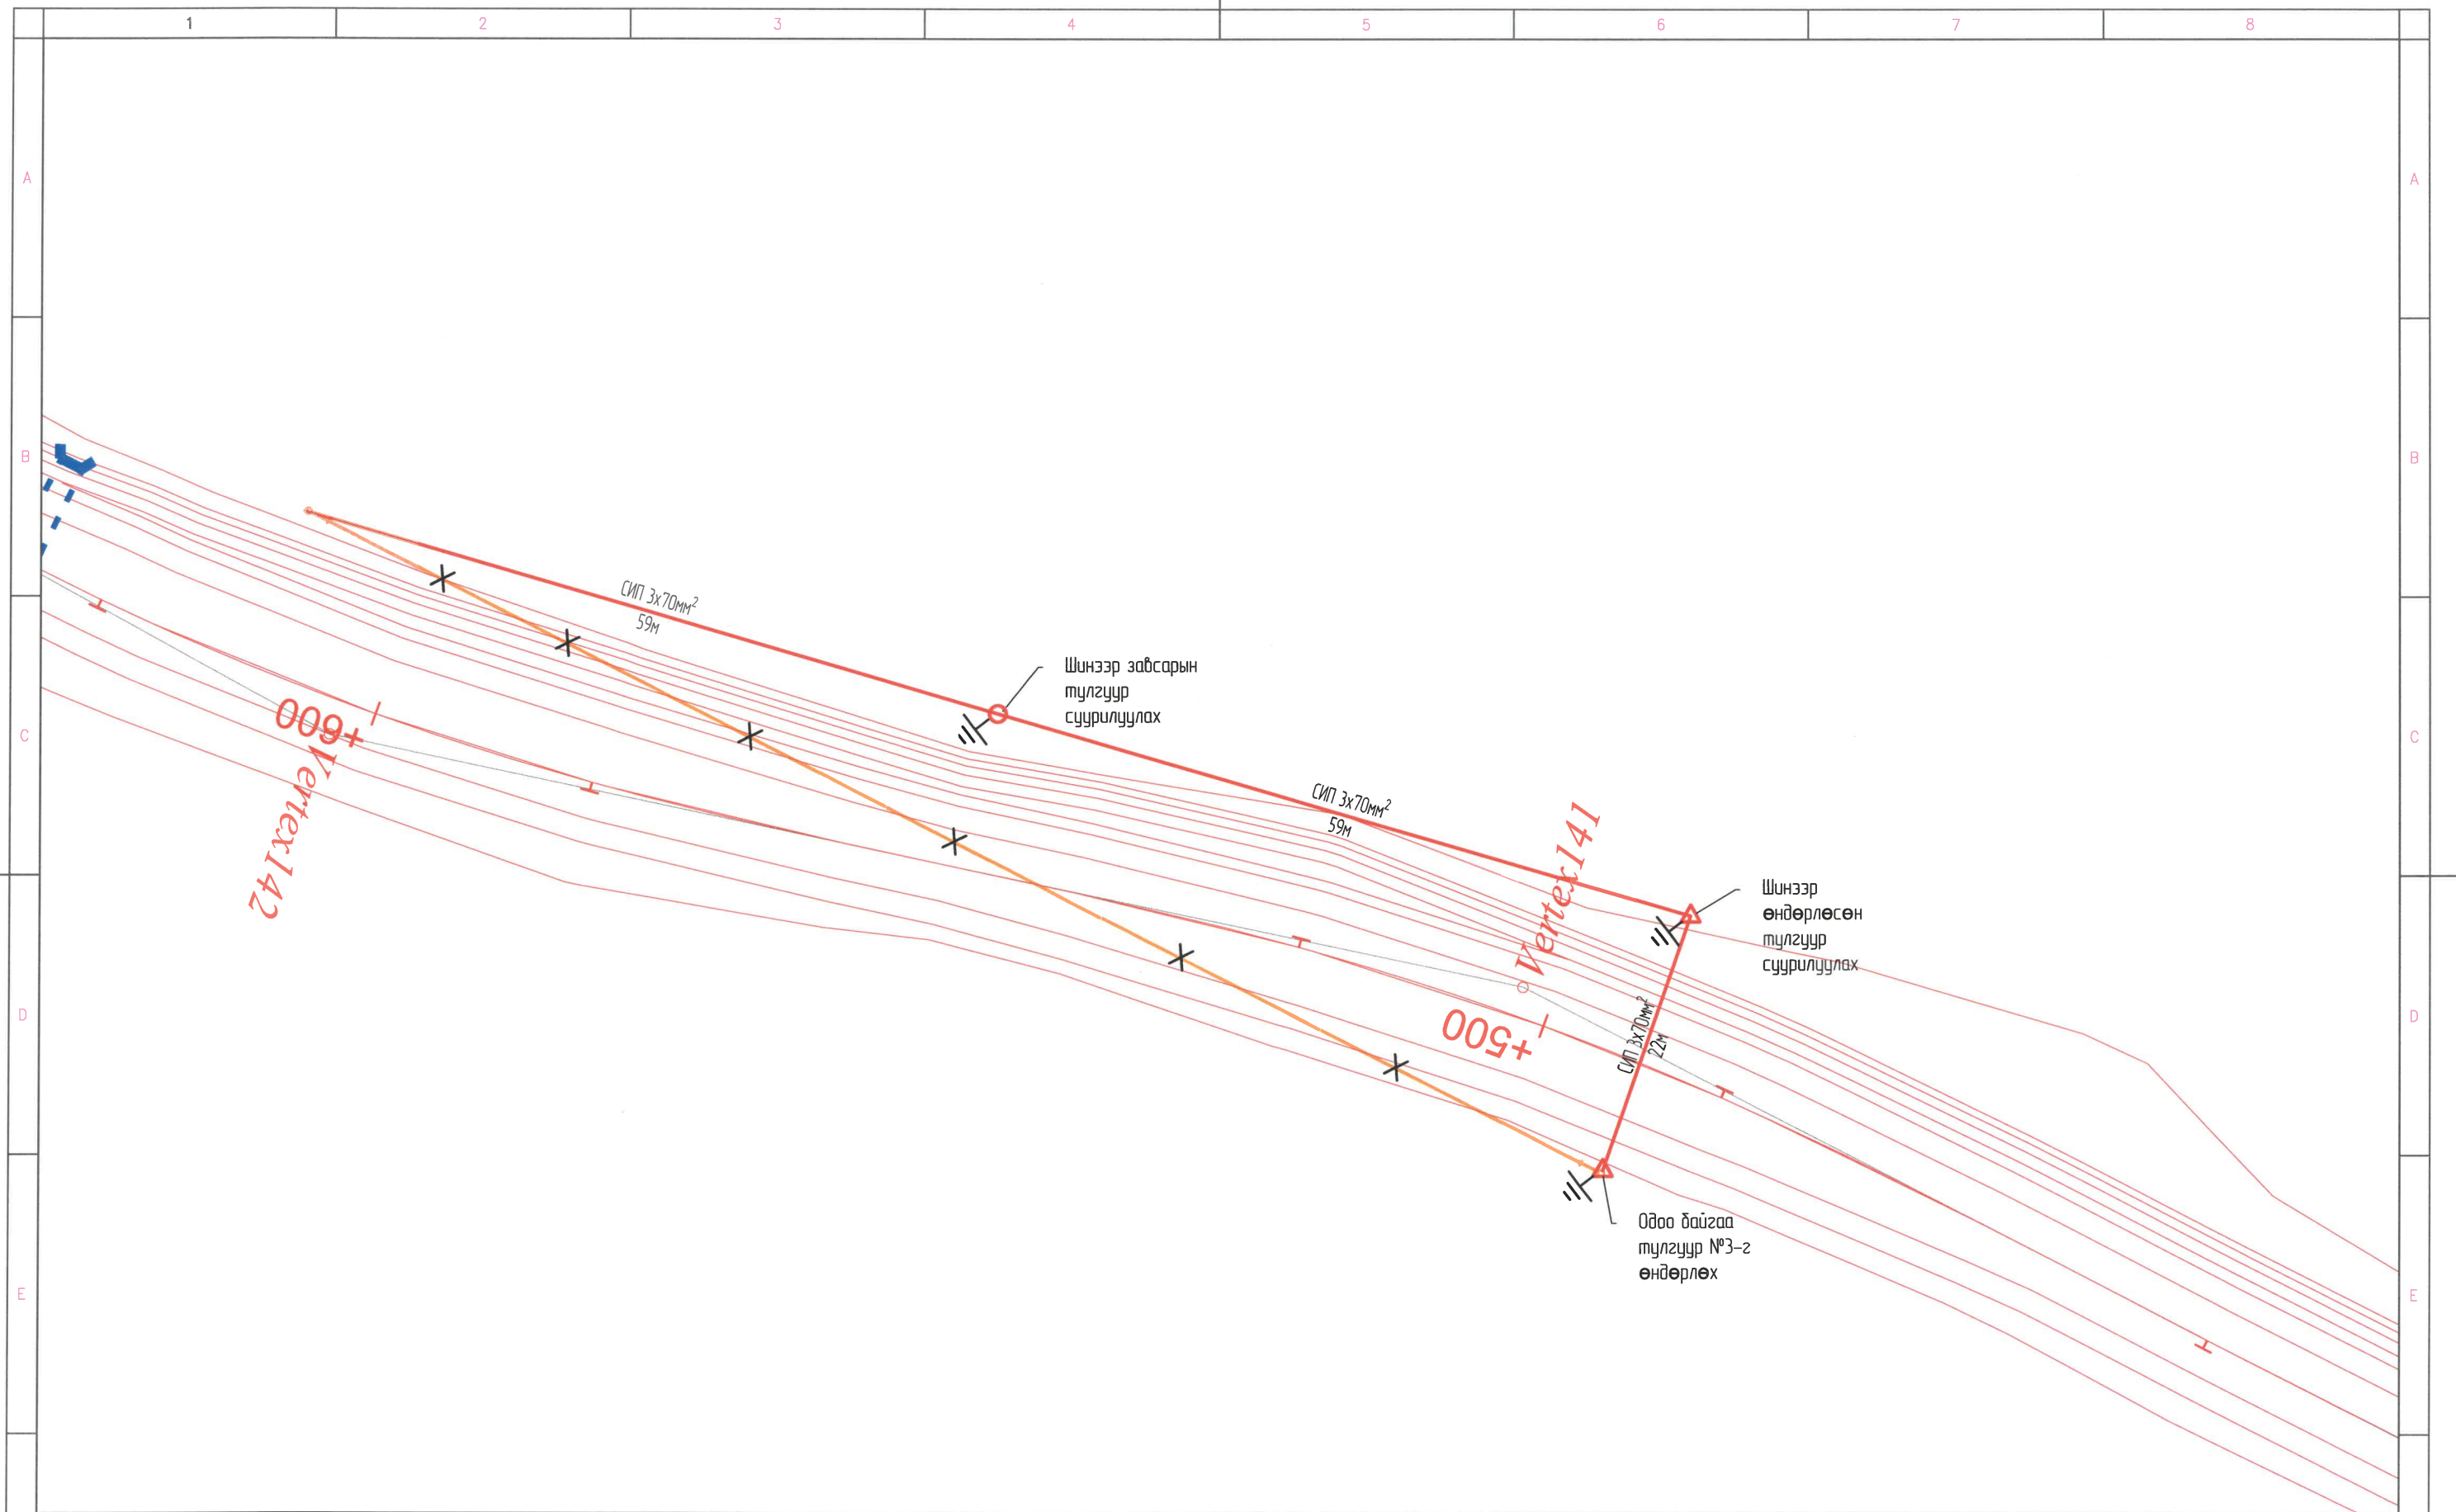 1 2 3 4 5 6 7 8
A A
B B
СИП 3х70мм²
59м
Шинээр завсарын
тулгуур
суурилуулах
C C
+600
Vertex142
СИП 3х70мм²
59м
Vertex141
Шинээр
өндөрлөсөн
тулгуур
суурилуулах
D D
+500
СИП 3х70мм²
22м
Одоо байгаа
тулгуур №3-г
өндөрлөх
E E